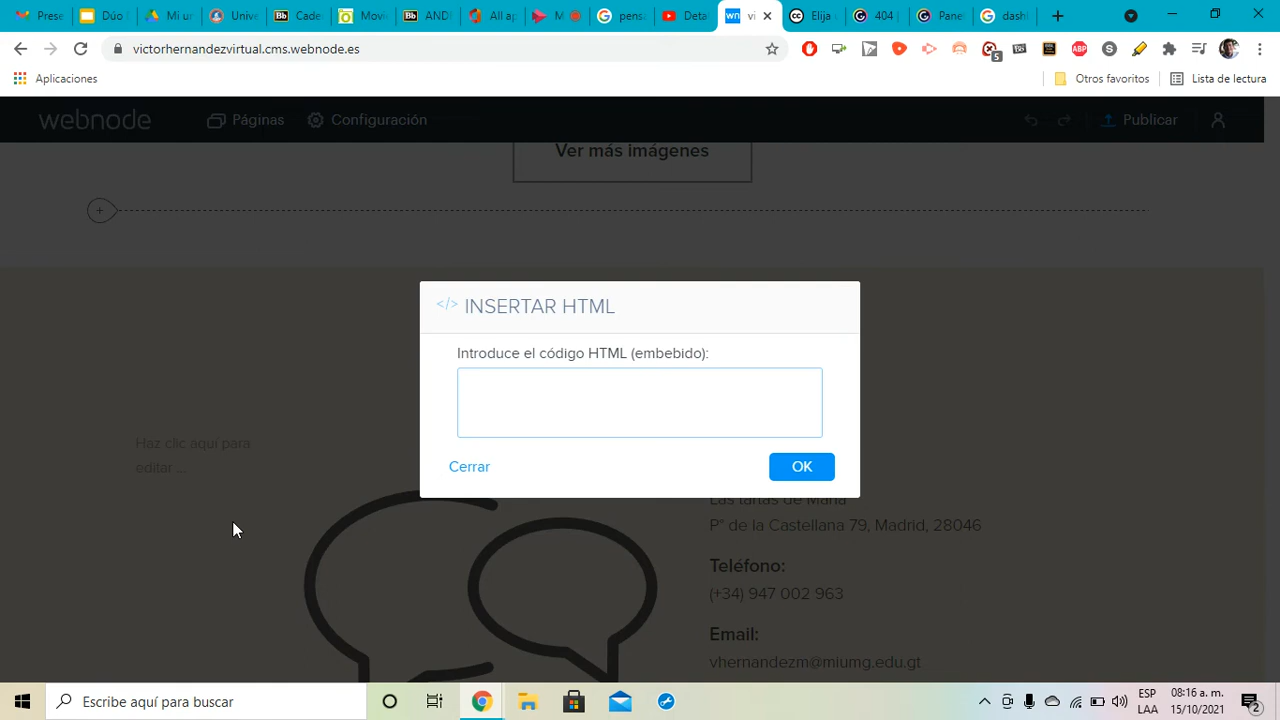 Prese
Dúo
Mi u
Unive
Cade
Movi
AND
All a
M
pens
Deta
vi
Elija
404
Pane
dash
victorhernandezvirtual.cms.webnode.es
5
ABP
Aplicaciones
Otros favoritos
Lista de lectura
webnode
Páginas
Configuración
Publicar
Ver más imágenes
</> INSERTAR HTML
Introduce el código HTML (embebido):
Cerrar
OK
Haz clic aquí para
editar ...
Las tartas de María
Pº de la Castellana 79, Madrid, 28046
Teléfono:
(+34) 947 002 963
Email:
vhernandezm@miumg.edu.gt
Escribe aquí para buscar
ESP
LAA
08:16 a. m.
15/10/2021
2